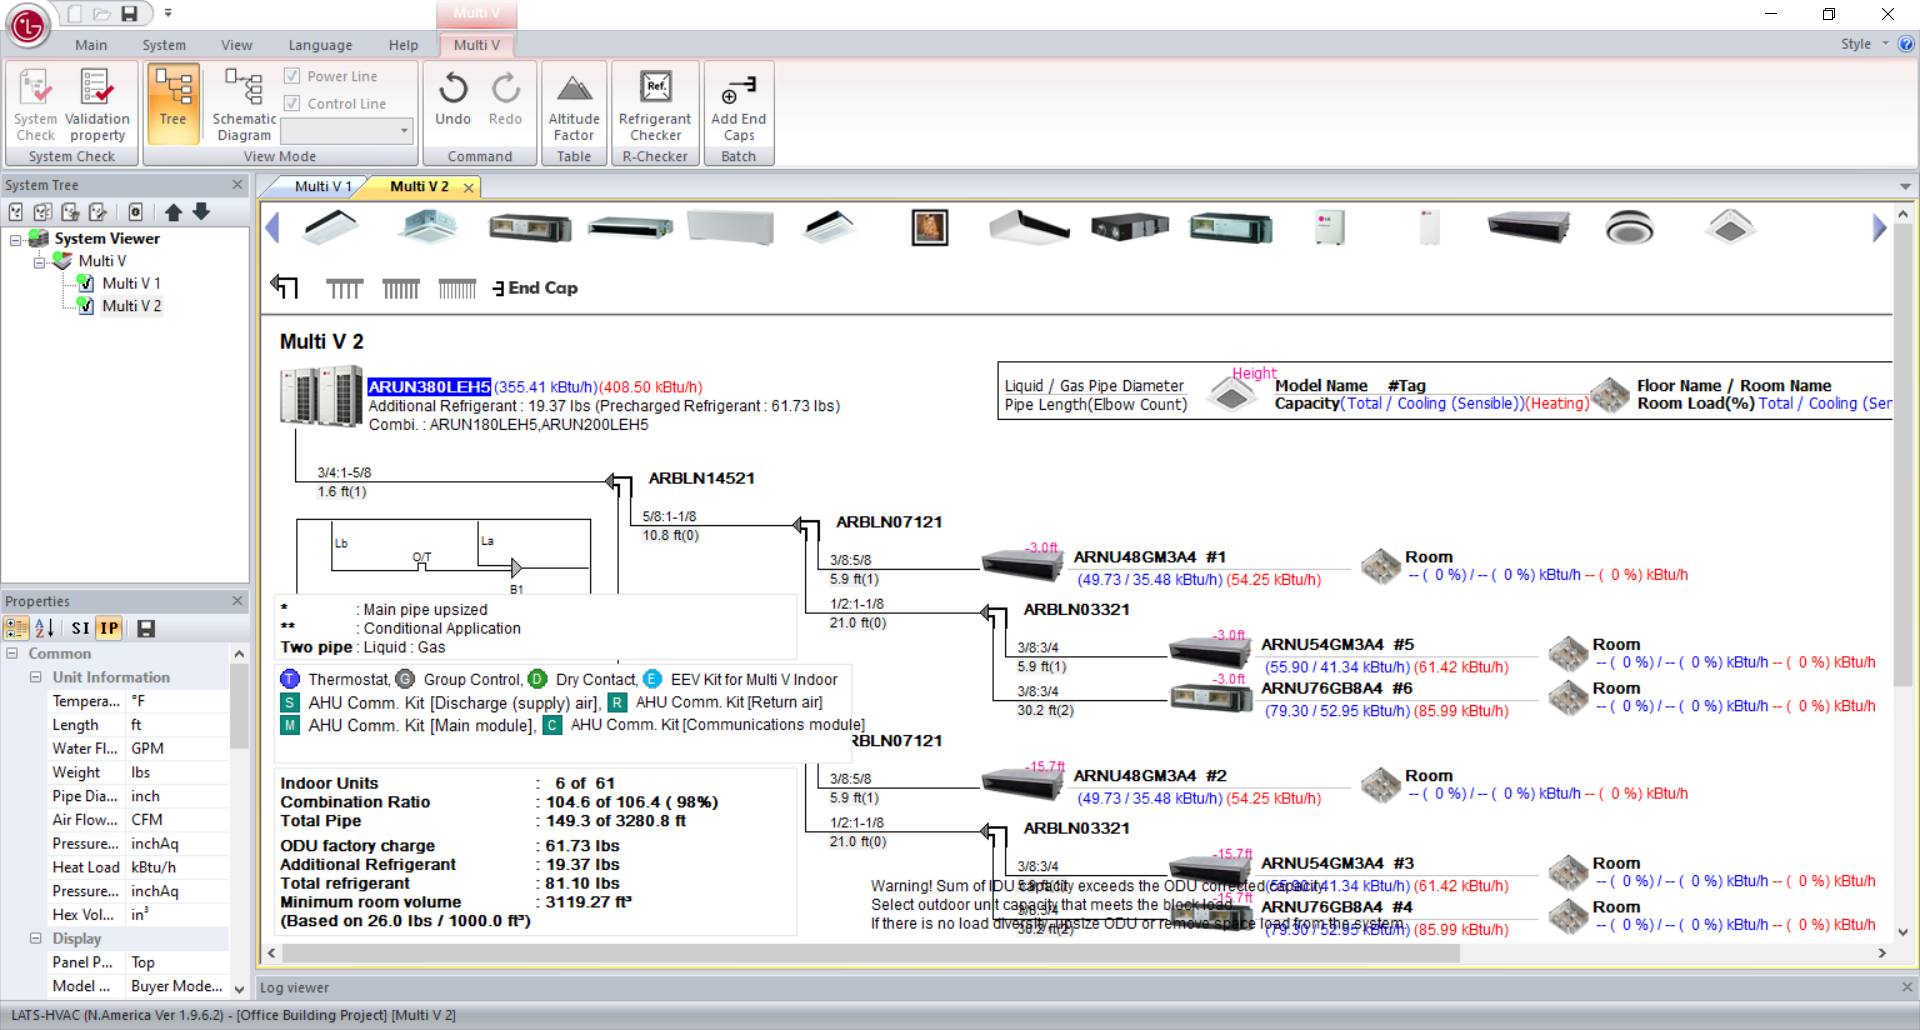 Multi V
Main System View Language Help Multi V Style
System Check
Validation property
System Check
Tree
Schematic Diagram
Power Line
Control Line
View Mode
Undo Redo
Command
Altitude Factor
Table
Ref.
Refrigerant Checker
R-Checker
Add End Caps
Batch
System Tree
System Viewer
Multi V
Multi V 1
Multi V 2
Properties
SI IP
Common
Unit Information
Tempera... °F
Length ft
Water Fl... GPM
Weight lbs
Pipe Dia... inch
Air Flow... CFM
Pressure... inchAq
Heat Load kBtu/h
Pressure... inchAq
Hex Vol... in³
Display
Panel P... Top
Model ... Buyer Mode...
Multi V 1 Multi V 2
End Cap
Multi V 2
ARUN380LEH5 (355.41 kBtu/h)(408.50 kBtu/h)
Additional Refrigerant : 19.37 lbs (Precharged Refrigerant : 61.73 lbs)
Combi. : ARUN180LEH5,ARUN200LEH5
Liquid / Gas Pipe Diameter
Pipe Length(Elbow Count)
Height
Model Name #Tag
Capacity(Total / Cooling (Sensible))(Heating)
Floor Name / Room Name
Room Load(%) Total / Cooling (Ser
3/4:1-5/8
1.6 ft(1)
ARBLN14521
5/8:1-1/8
10.8 ft(0)
ARBLN07121
3/8:5/8
5.9 ft(1)
-3.0ft
ARNU48GM3A4 #1
(49.73 / 35.48 kBtu/h) (54.25 kBtu/h)
Room
-- ( 0 %) / -- ( 0 %) kBtu/h -- ( 0 %) kBtu/h
1/2:1-1/8
21.0 ft(0)
ARBLN03321
3/8:3/4
5.9 ft(1)
-3.0ft
ARNU54GM3A4 #5
(55.90 / 41.34 kBtu/h) (61.42 kBtu/h)
Room
-- ( 0 %) / -- ( 0 %) kBtu/h -- ( 0 %) kBtu/h
3/8:3/4
30.2 ft(2)
-3.0ft
ARNU76GB8A4 #6
(79.30 / 52.95 kBtu/h) (85.99 kBtu/h)
Room
-- ( 0 %) / -- ( 0 %) kBtu/h -- ( 0 %) kBtu/h
Lb
O/T
La
B1
* : Main pipe upsized
** : Conditional Application
Two pipe : Liquid : Gas
T Thermostat, G Group Control, D Dry Contact, E EEV Kit for Multi V Indoor
S AHU Comm. Kit [Discharge (supply) air], R AHU Comm. Kit [Return air]
M AHU Comm. Kit [Main module], C AHU Comm. Kit [Communications module]
RBLN07121
3/8:5/8
5.9 ft(1)
-15.7ft
ARNU48GM3A4 #2
(49.73 / 35.48 kBtu/h) (54.25 kBtu/h)
Room
-- ( 0 %) / -- ( 0 %) kBtu/h -- ( 0 %) kBtu/h
1/2:1-1/8
21.0 ft(0)
ARBLN03321
3/8:3/4
-15.7ft
ARNU54GM3A4 #3
(55.90 / 41.34 kBtu/h) (61.42 kBtu/h)
Room
-- ( 0 %) / -- ( 0 %) kBtu/h -- ( 0 %) kBtu/h
3/8:3/4
-15.7ft
ARNU76GB8A4 #4
(79.30 / 52.95 kBtu/h) (85.99 kBtu/h)
Room
-- ( 0 %) / -- ( 0 %) kBtu/h -- ( 0 %) kBtu/h
Indoor Units : 6 of 61
Combination Ratio : 104.6 of 106.4 ( 98%)
Total Pipe : 149.3 of 3280.8 ft
ODU factory charge : 61.73 lbs
Additional Refrigerant : 19.37 lbs
Total refrigerant : 81.10 lbs
Minimum room volume : 3119.27 ft³
(Based on 26.0 lbs / 1000.0 ft³)
Warning! Sum of IDU capacity exceeds the ODU corrected capacity.
Select outdoor unit capacity that meets the block load.
If there is no load diversity, upsize ODU or remove space load from the system.
Log viewer
LATS-HVAC (N.America Ver 1.9.6.2) - [Office Building Project] [Multi V 2]